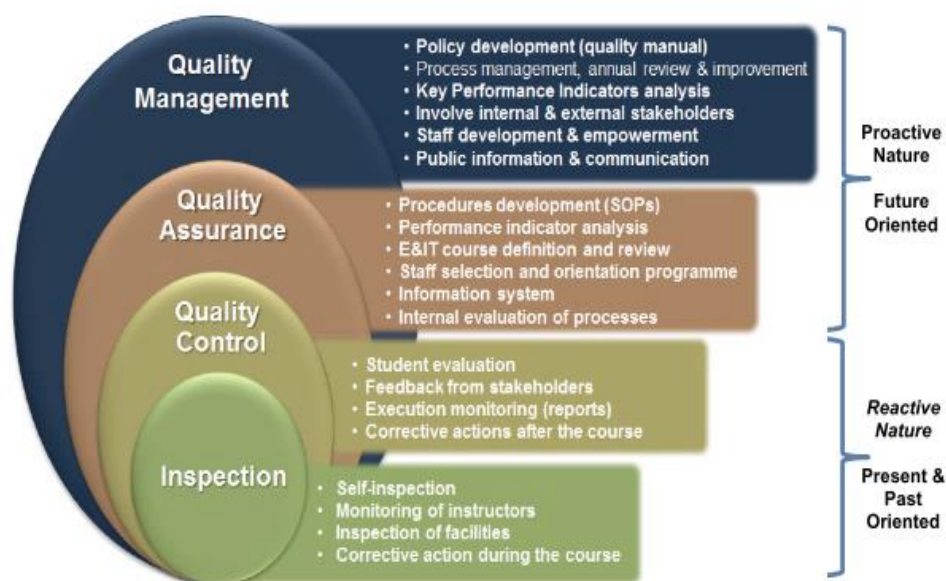 Quality
Management
• Policy development (quality manual)
• Process management, annual review & improvement
• Key Performance Indicators analysis
• Involve internal & external stakeholders
• Staff development & empowerment
• Public information & communication
Quality
Assurance
• Procedures development (SOPs)
• Performance indicator analysis
• E&IT course definition and review
• Staff selection and orientation programme
• Information system
• Internal evaluation of processes
Proactive
Nature
Future
Oriented
Quality
Control
• Student evaluation
• Feedback from stakeholders
• Execution monitoring (reports)
• Corrective actions after the course
Inspection
• Self-inspection
• Monitoring of instructors
• Inspection of facilities
• Corrective action during the course
Reactive
Nature
Present &
Past
Oriented